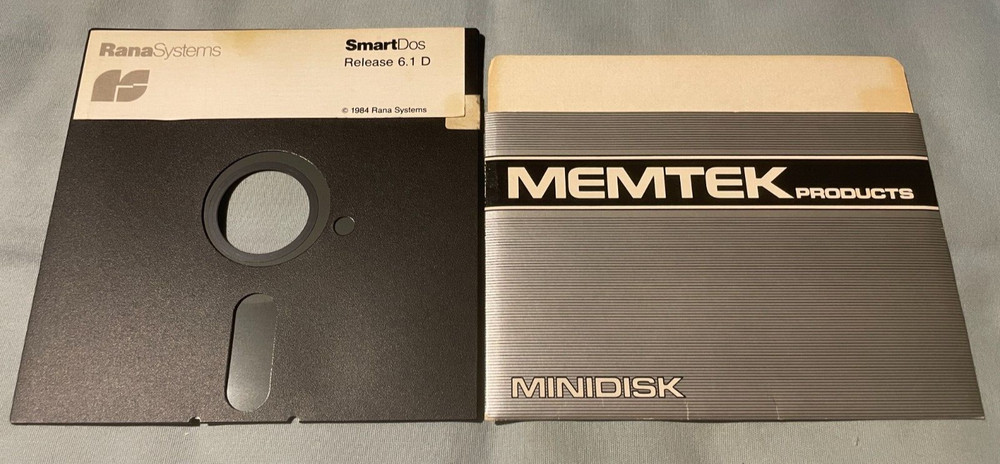 RanaSystems
SmartDos
Release 6.1 D
© 1984 Rana Systems
MEMTEK PRODUCTS
MINIDISK